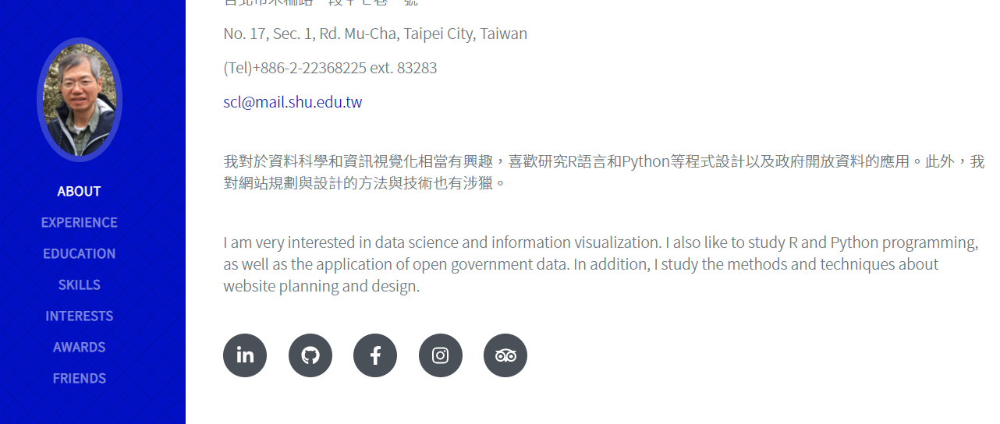 ABOUT
EXPERIENCE
EDUCATION
SKILLS
INTERESTS
AWARDS
FRIENDS
No. 17, Sec. 1, Rd. Mu-Cha, Taipei City, Taiwan
(Tel)+886-2-22368225 ext. 83283
scl@mail.shu.edu.tw
我對於資料科學和資訊視覺化相當有興趣，喜歡研究R語言和Python等程式設計以及政府開放資料的應用。此外，我
對網站規劃與設計的方法與技術也有涉獵。
I am very interested in data science and information visualization. I also like to study R and Python programming,
as well as the application of open government data. In addition, I study the methods and techniques about
website planning and design.
in